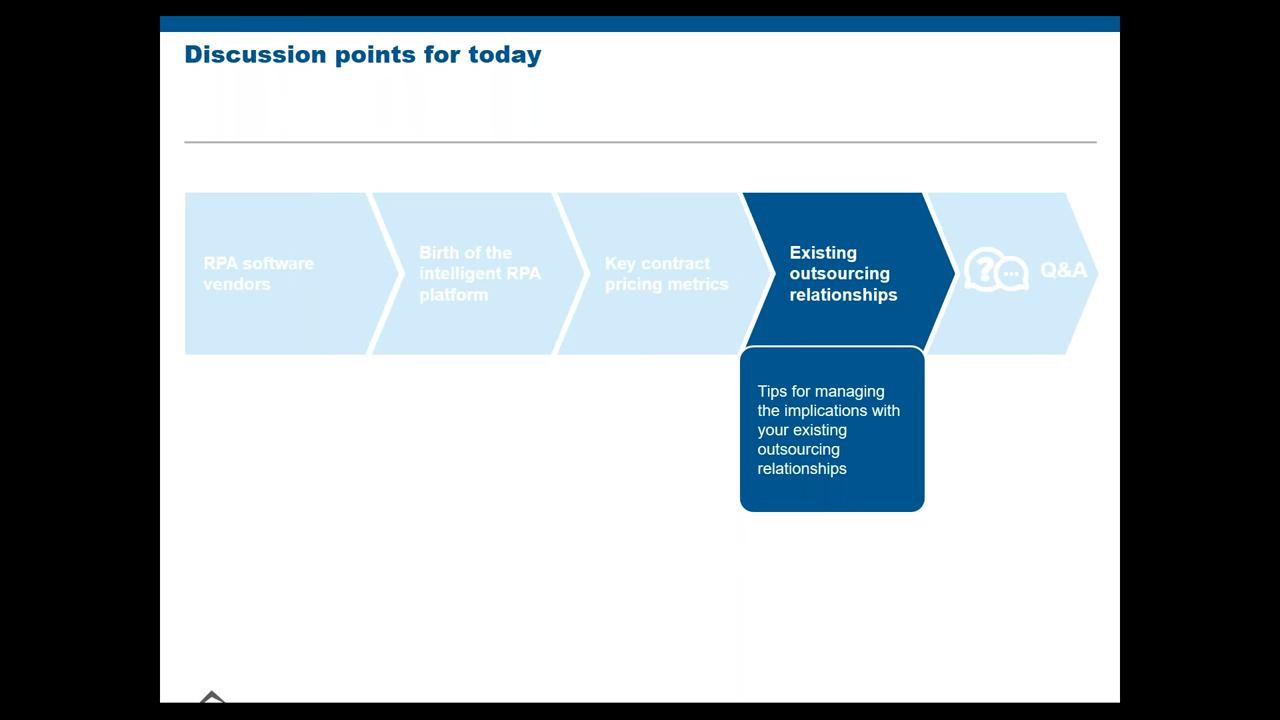 Discussion points for today
RPA software
vendors
Birth of the
intelligent RPA
platform
Key contract
pricing metrics
Existing
outsourcing
relationships
?
Q&A
Tips for managing
the implications with
your existing
outsourcing
relationships